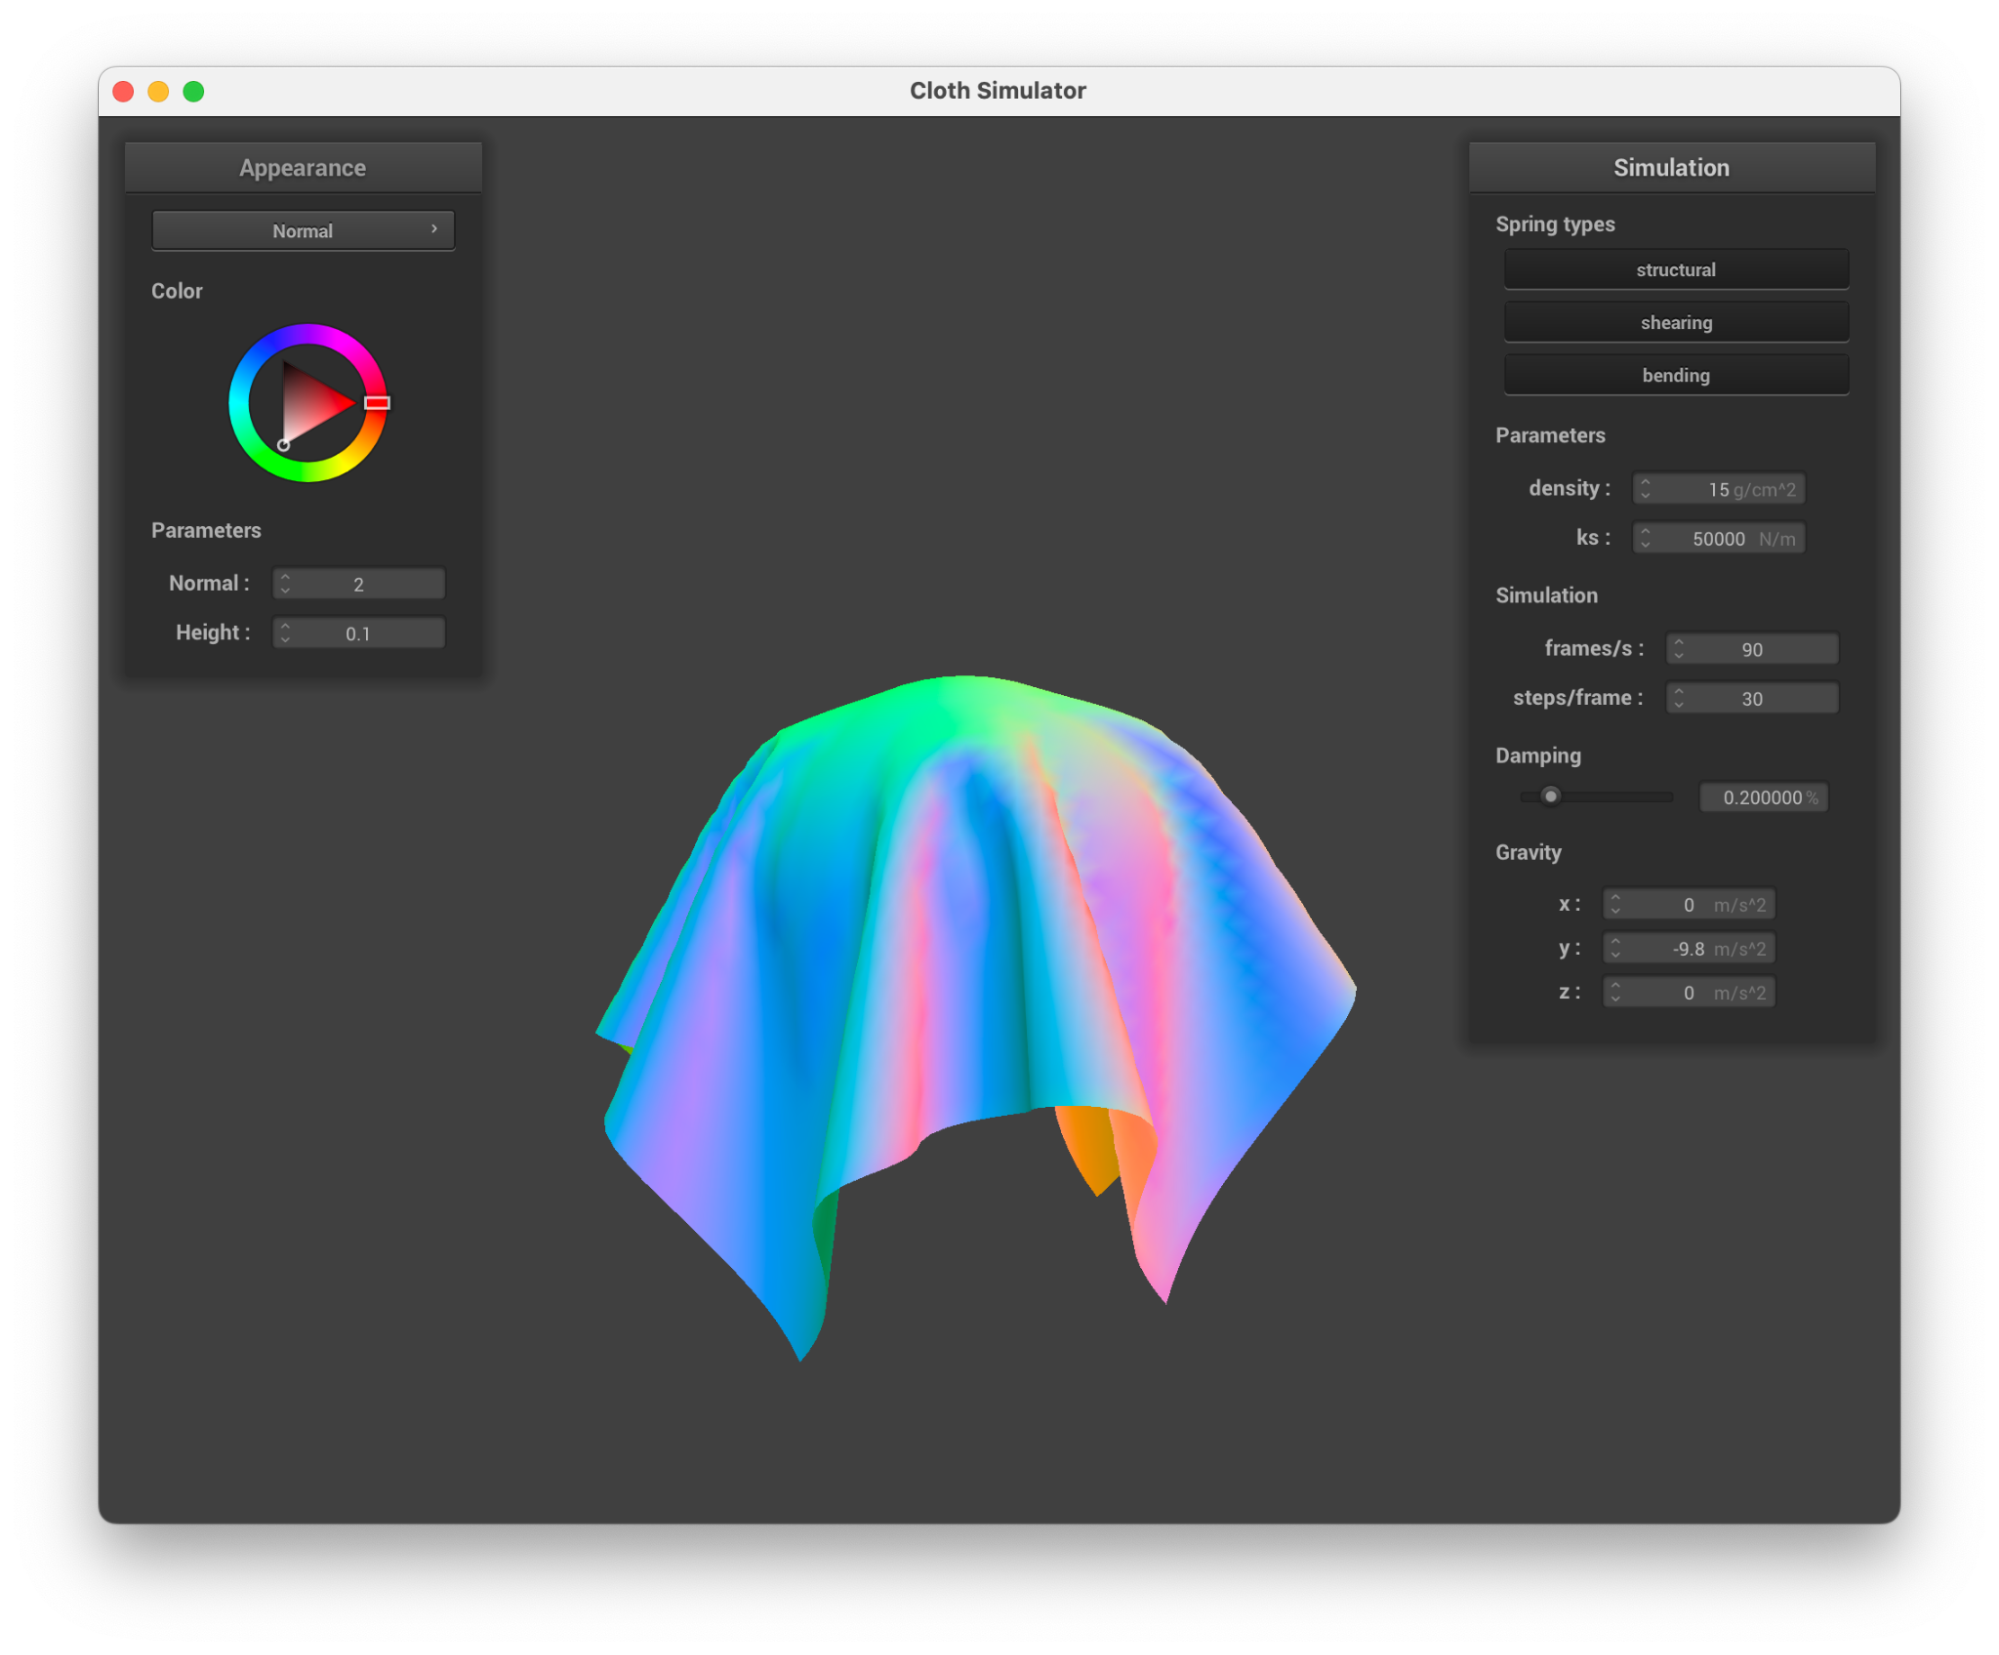 Cloth Simulator
Appearance
Normal
Color
Parameters
Normal : 2
Height : 0.1
Simulation
Spring types
structural
shearing
bending
Parameters
density : 15 g/cm^2
ks : 50000 N/m
Simulation
frames/s : 90
steps/frame : 30
Damping
0.200000 %
Gravity
x : 0 m/s^2
y : -9.8 m/s^2
z : 0 m/s^2